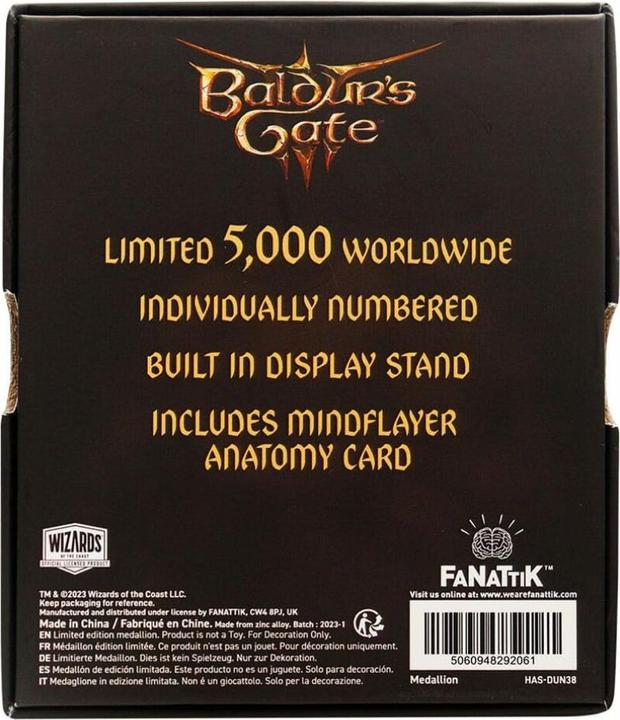 Baldur's
Gate
III
LIMITED 5,000 WORLDWIDE
INDIVIDUALLY NUMBERED
BUILT IN DISPLAY STAND
INCLUDES MINDFLAYER
ANATOMY CARD
WIZARDS
OF THE COAST
OFFICIAL LICENSED PRODUCT
FANATTIK™
Visit us online at: www.wearefanattik.com
TM & ©2023 Wizards of the Coast LLC.
Keep packaging for reference.
Manufactured and distributed under license by FANATTIK, CW4 8PJ, UK
Made in China / Fabriqué en Chine. Made from zinc alloy. Batch : 2023-1
EN Limited edition medallion. Product is not a Toy. For Decoration Only.
FR Médaillon édition limitée. Ce produit n'est pas un jouet. Pour décoration uniquement.
DE Limitierte Medaillon. Dies ist kein Spielzeug. Nur zur Dekoration.
ES Medallón de edición limitada. Este producto no es un juguete. Solo para decoración.
IT Medaglione in edizione limitata. Non é un giocattolo. Solo per la decorazione.
5060948292061
Medallion HAS-DUN38